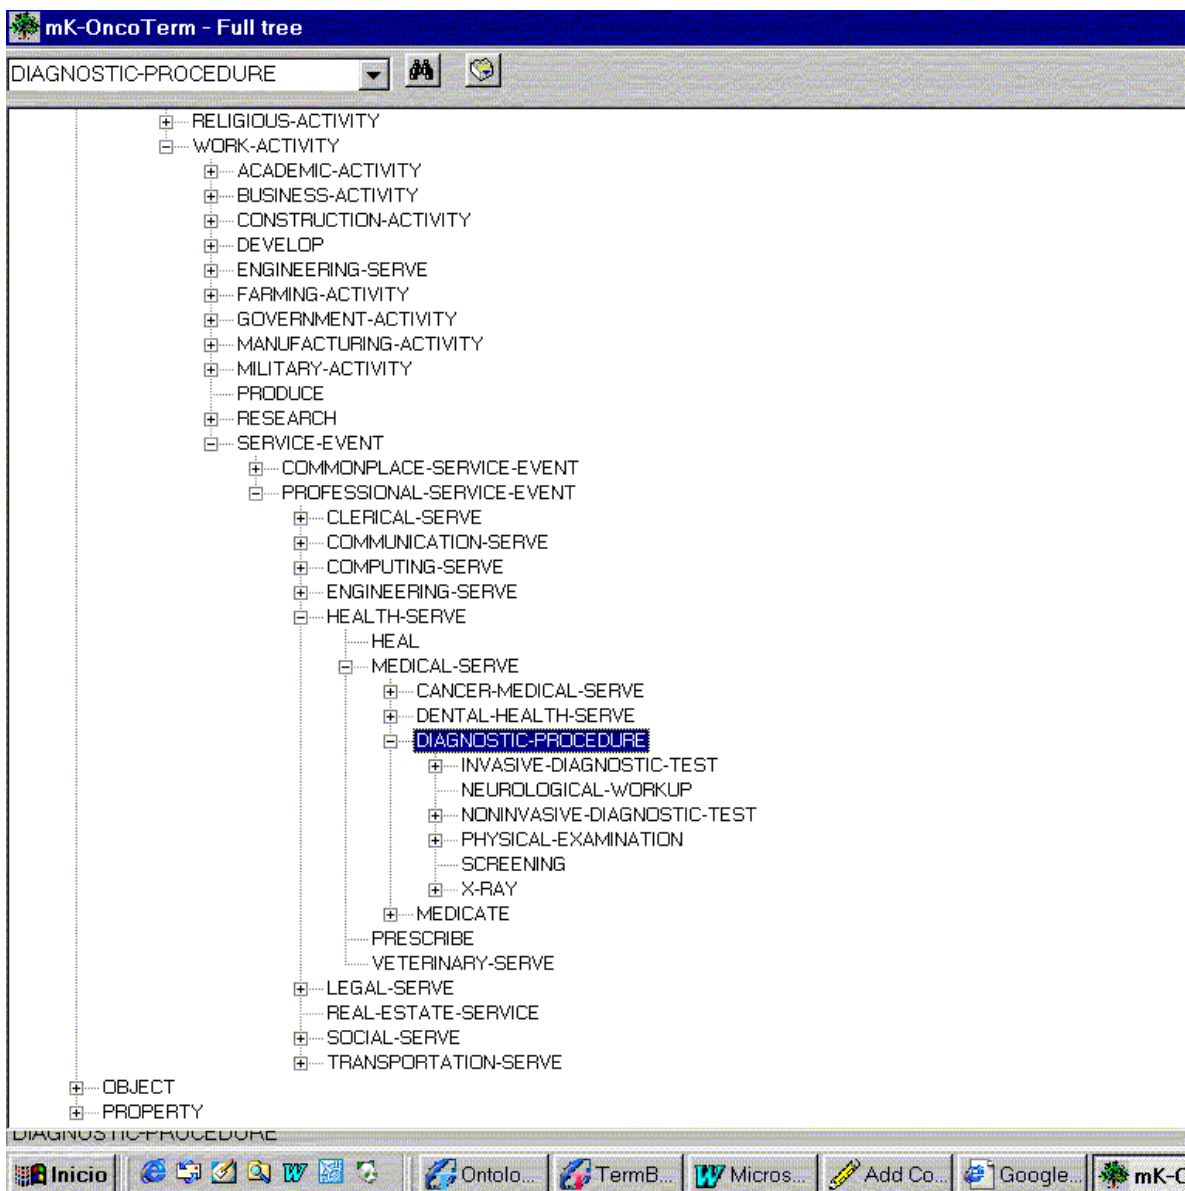 mK-OncoTerm - Full tree
DIAGNOSTIC-PROCEDURE
RELIGIOUS-ACTIVITY
WORK-ACTIVITY
ACADEMIC-ACTIVITY
BUSINESS-ACTIVITY
CONSTRUCTION-ACTIVITY
DEVELOP
ENGINEERING-SERVE
FARMING-ACTIVITY
GOVERNMENT-ACTIVITY
MANUFACTURING-ACTIVITY
MILITARY-ACTIVITY
PRODUCE
RESEARCH
SERVICE-EVENT
COMMONPLACE-SERVICE-EVENT
PROFESSIONAL-SERVICE-EVENT
CLERICAL-SERVE
COMMUNICATION-SERVE
COMPUTING-SERVE
ENGINEERING-SERVE
HEALTH-SERVE
HEAL
MEDICAL-SERVE
CANCER-MEDICAL-SERVE
DENTAL-HEALTH-SERVE
DIAGNOSTIC-PROCEDURE
INVASIVE-DIAGNOSTIC-TEST
NEUROLOGICAL-WORKUP
NONINVASIVE-DIAGNOSTIC-TEST
PHYSICAL-EXAMINATION
SCREENING
X-RAY
MEDICATE
PRESCRIBE
VETERINARY-SERVE
LEGAL-SERVE
REAL-ESTATE-SERVICE
SOCIAL-SERVE
TRANSPORTATION-SERVE
OBJECT
PROPERTY
DIAGNOSTIC-PROCEDURE
Inicio Ontolo... TermB... Micros... Add Co... Google... mK-O